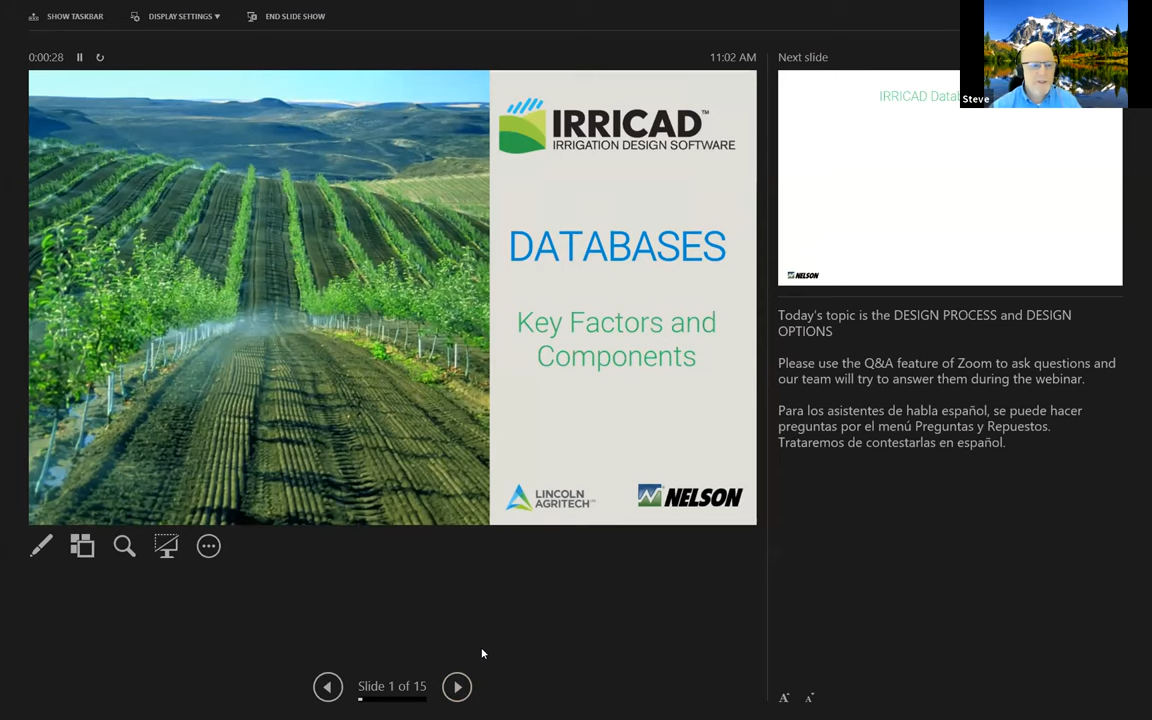 SHOW TASKBAR
DISPLAY SETTINGS ▼
END SLIDE SHOW
0:00:28
11:02 AM
Next slide
Steve
IRRICAD™
IRRIGATION DESIGN SOFTWARE
DATABASES
Key Factors and
Components
LINCOLN
AGRITECH
NELSON
IRRICAD
NELSON
Today's topic is the DESIGN PROCESS and DESIGN
OPTIONS
Please use the Q&A feature of Zoom to ask questions and
our team will try to answer them during the webinar.
Para los asistentes de habla español, se puede hacer
preguntas por el menú Preguntas y Repuestos.
Trataremos de contestarlas en español.
Slide 1 of 15
A A